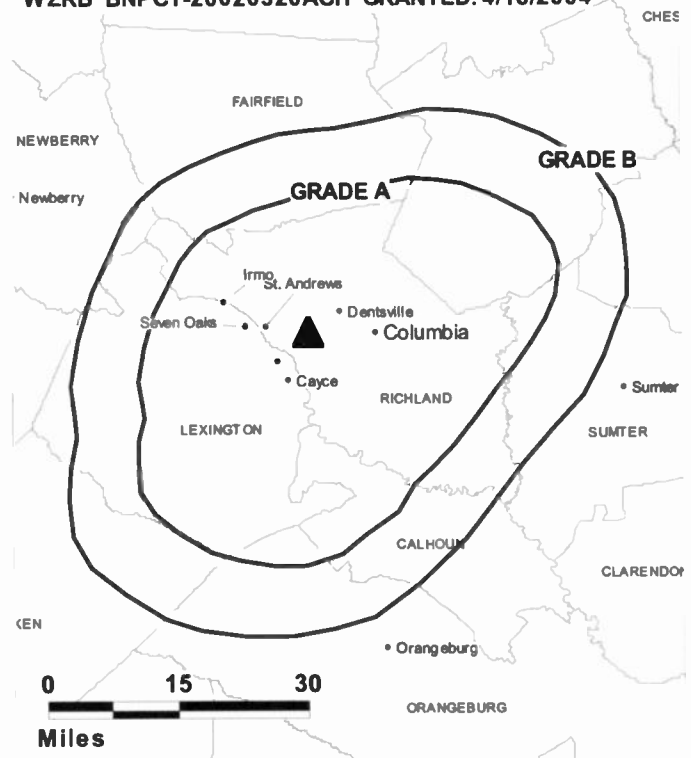 CHES
FAIRFIELD
NEWBERRY
GRADE B
GRADE A
Newberry
Irmo
St. Andrews
Dentsville
Seven Oaks
Columbia
Cayce
Sumter
RICHLAND
LEXINGTON
SUMTER
CALHOUN
CLARENDON
KEN
Orangeburg
0 15 30
ORANGEBURG
Miles